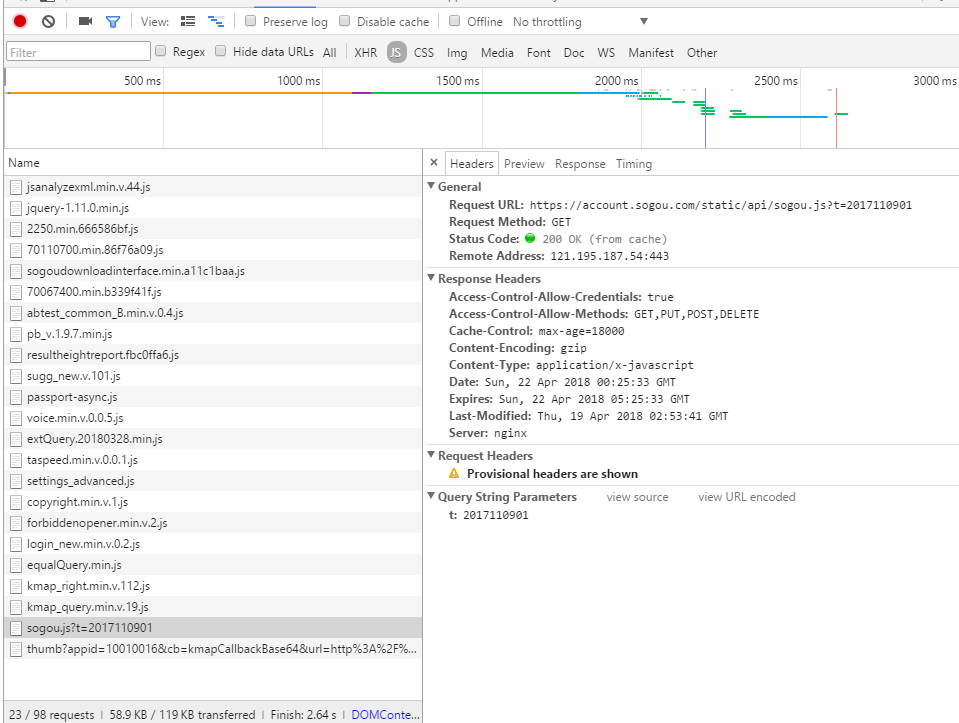 View: Preserve log Disable cache Offline No throttling
Filter Regex Hide data URLs All XHR JS CSS Img Media Font Doc WS Manifest Other
500 ms 1000 ms 1500 ms 2000 ms 2500 ms 3000 ms
Name
jsanalyzexml.min.v.44.js
jquery-1.11.0.min.js
2250.min.666586bf.js
70110700.min.86f76a09.js
sogoudownloadinterface.min.a11c1baa.js
70067400.min.b339f41f.js
abtest_common_B.min.v.0.4.js
pb_v.1.9.7.min.js
resultheightreport.fbc0ffa6.js
sugg_new.v.101.js
passport-async.js
voice.min.v.0.0.5.js
extQuery.20180328.min.js
taspeed.min.v.0.0.1.js
settings_advanced.js
copyright.min.v.1.js
forbiddenopener.min.v.2.js
login_new.min.v.0.2.js
equalQuery.min.js
kmap_right.min.v.112.js
kmap_query.min.v.19.js
sogou.js?t=2017110901
thumb?appid=10010016&cb=kmapCallbackBase64&url=http%3A%2F%...
23 / 98 requests | 58.9 KB / 119 KB transferred | Finish: 2.64 s | DOMConte...
× Headers Preview Response Timing
General
Request URL: https://account.sogou.com/static/api/sogou.js?t=2017110901
Request Method: GET
Status Code: 200 OK (from cache)
Remote Address: 121.195.187.54:443
Response Headers
Access-Control-Allow-Credentials: true
Access-Control-Allow-Methods: GET,PUT,POST,DELETE
Cache-Control: max-age=18000
Content-Encoding: gzip
Content-Type: application/x-javascript
Date: Sun, 22 Apr 2018 00:25:33 GMT
Expires: Sun, 22 Apr 2018 05:25:33 GMT
Last-Modified: Thu, 19 Apr 2018 02:53:41 GMT
Server: nginx
Request Headers
Provisional headers are shown
Query String Parameters view source view URL encoded
t: 2017110901